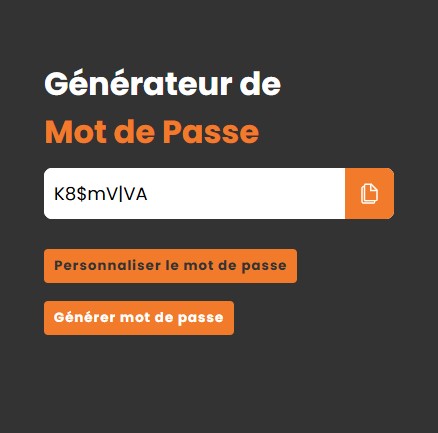 Générateur de
Mot de Passe
K8$mV|VA
Personnaliser le mot de passe
Générer mot de passe